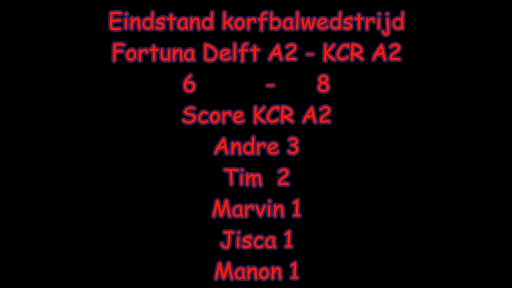 Eindstand korfbalwedstrijd
Fortuna Delft A2 - KCR A2
6 - 8
Score KCR A2
Andre 3
Tim 2
Marvin 1
Jisca 1
Manon 1